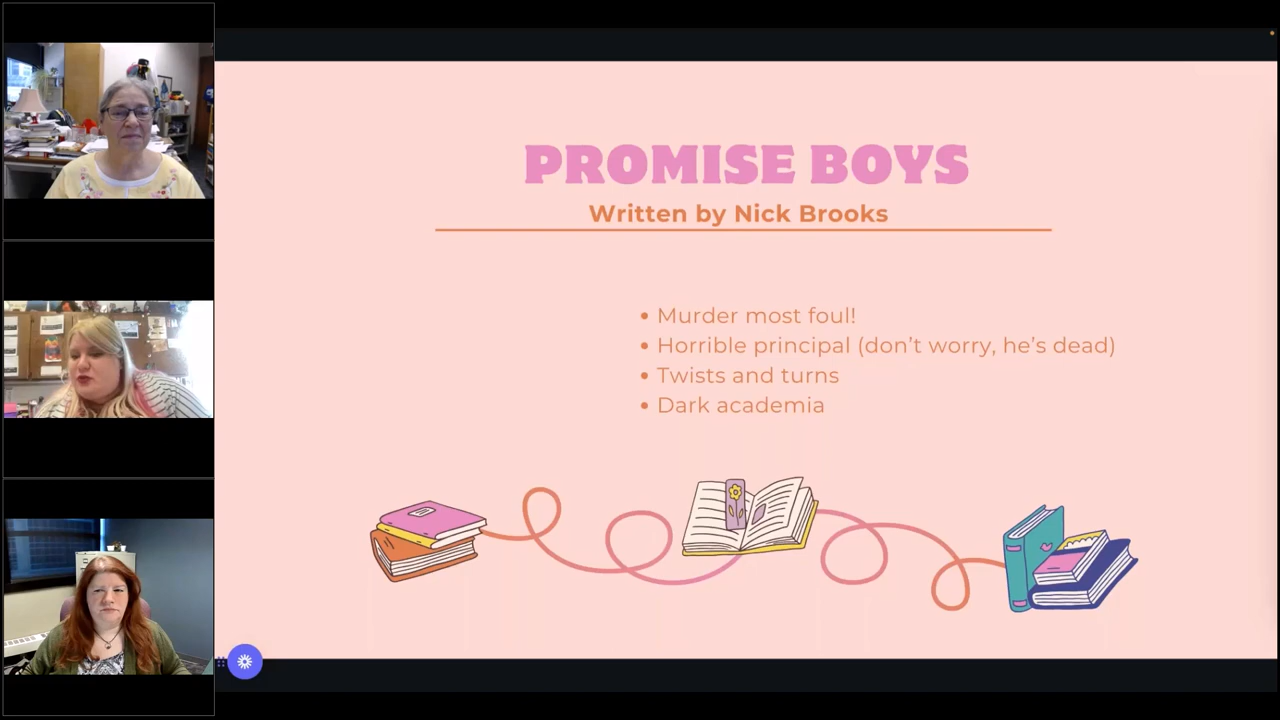 PROMISE BOYS
Written by Nick Brooks
• Murder most foul!
• Horrible principal (don't worry, he's dead)
• Twists and turns
• Dark academia